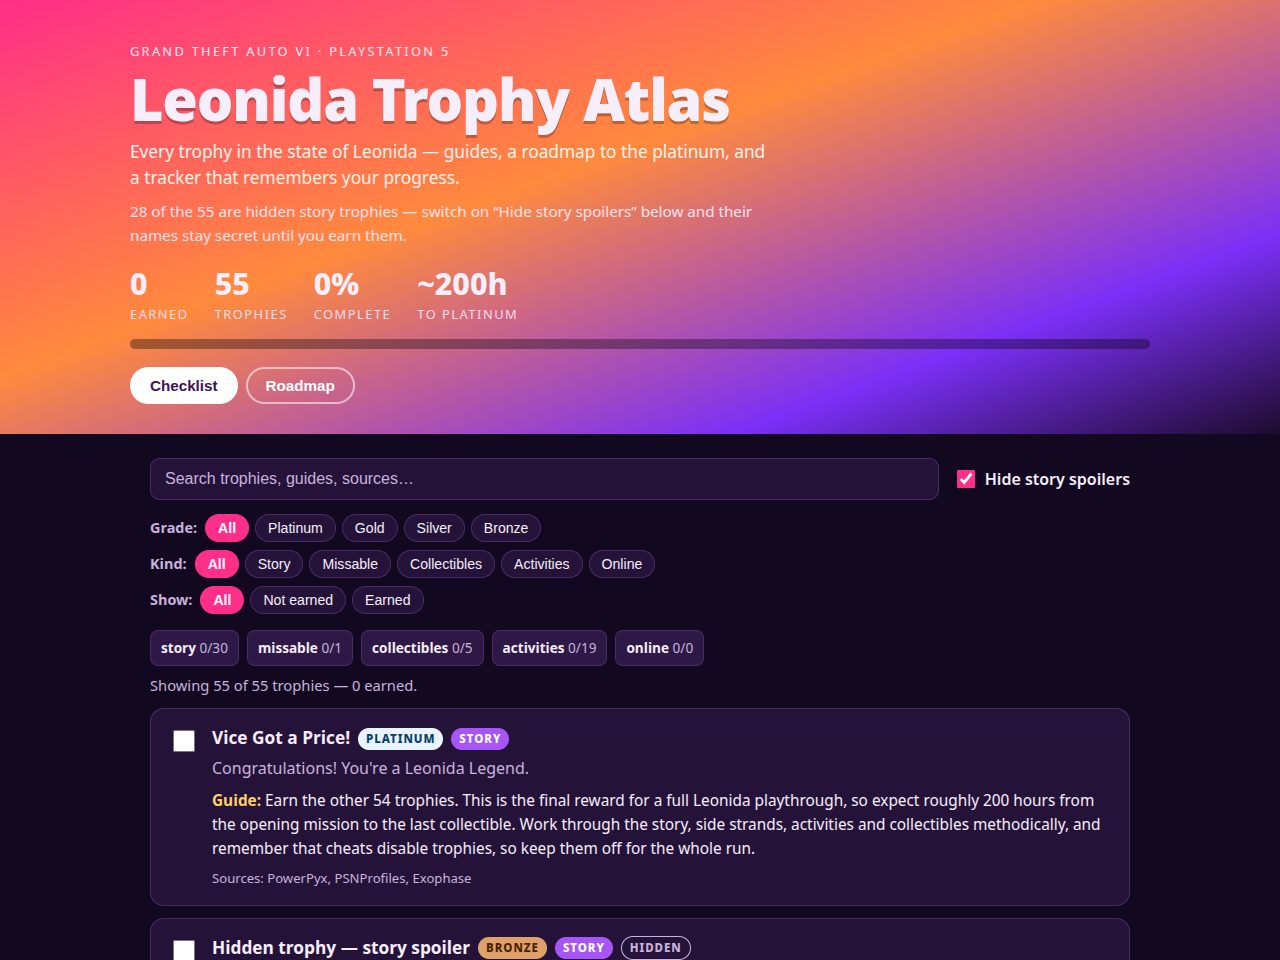 GRAND THEFT AUTO VI · PLAYSTATION 5
Leonida Trophy Atlas
Every trophy in the state of Leonida — guides, a roadmap to the platinum, and
a tracker that remembers your progress.
28 of the 55 are hidden story trophies — switch on “Hide story spoilers” below and their
names stay secret until you earn them.
0 55 0% ~200h
EARNED TROPHIES COMPLETE TO PLATINUM
Checklist Roadmap
Search trophies, guides, sources… Hide story spoilers
Grade: All Platinum Gold Silver Bronze
Kind: All Story Missable Collectibles Activities Online
Show: All Not earned Earned
story 0/30 missable 0/1 collectibles 0/5 activities 0/19 online 0/0
Showing 55 of 55 trophies — 0 earned.
Vice Got a Price! PLATINUM STORY
Congratulations! You're a Leonida Legend.
Guide: Earn the other 54 trophies. This is the final reward for a full Leonida playthrough, so expect roughly 200 hours from
the opening mission to the last collectible. Work through the story, side strands, activities and collectibles methodically, and
remember that cheats disable trophies, so keep them off for the whole run.
Sources: PowerPyx, PSNProfiles, Exophase
Hidden trophy — story spoiler BRONZE STORY HIDDEN